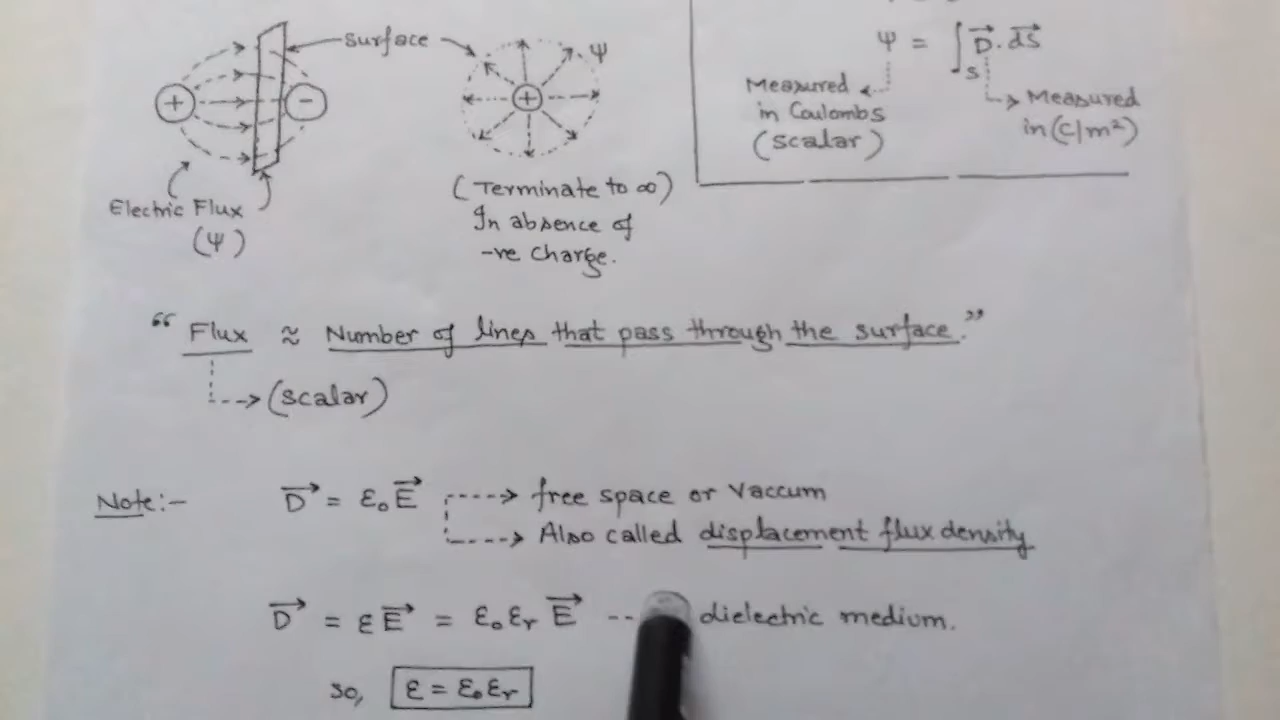 surface
+
-
+
ψ
Electric Flux
(ψ)
(Terminate to ∞)
In absence of
-ve charge.
ψ = ∫S D⃗. ds⃗
Measured
in Coulombs
(scalar)
Measured
in (C/m²)
“ Flux ≈ Number of lines that pass through the surface.”
(scalar)
Note:- D⃗ = ε₀E⃗ free space or Vaccum
Also called displacement flux density
D⃗ = εE⃗ = ε₀εr E⃗ -- dielectric medium.
so, ε = ε₀εr